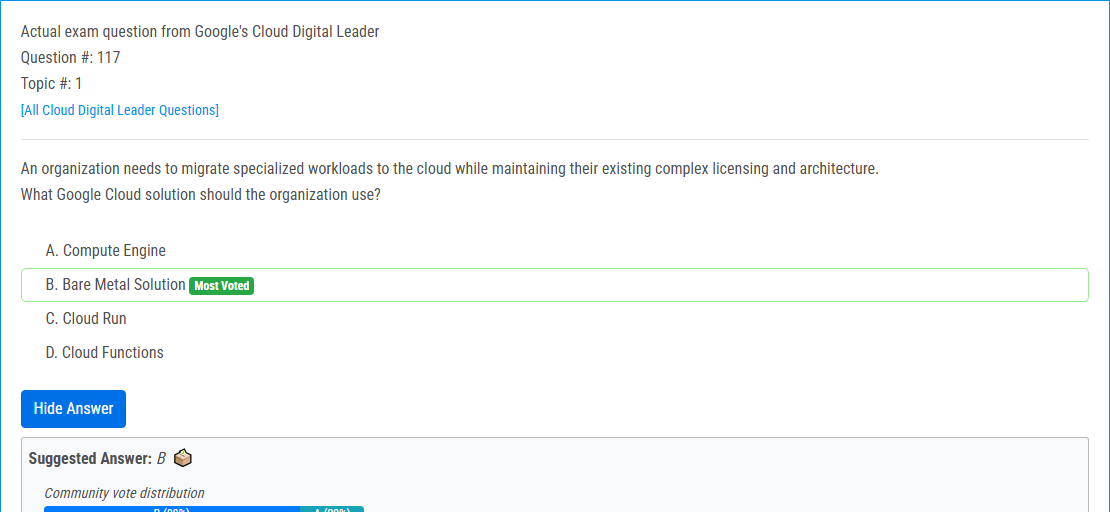 Actual exam question from Google's Cloud Digital Leader
Question #: 117
Topic #: 1
[All Cloud Digital Leader Questions]
An organization needs to migrate specialized workloads to the cloud while maintaining their existing complex licensing and architecture.
What Google Cloud solution should the organization use?
A. Compute Engine
B. Bare Metal Solution Most Voted
C. Cloud Run
D. Cloud Functions
Hide Answer
Suggested Answer: B
Community vote distribution